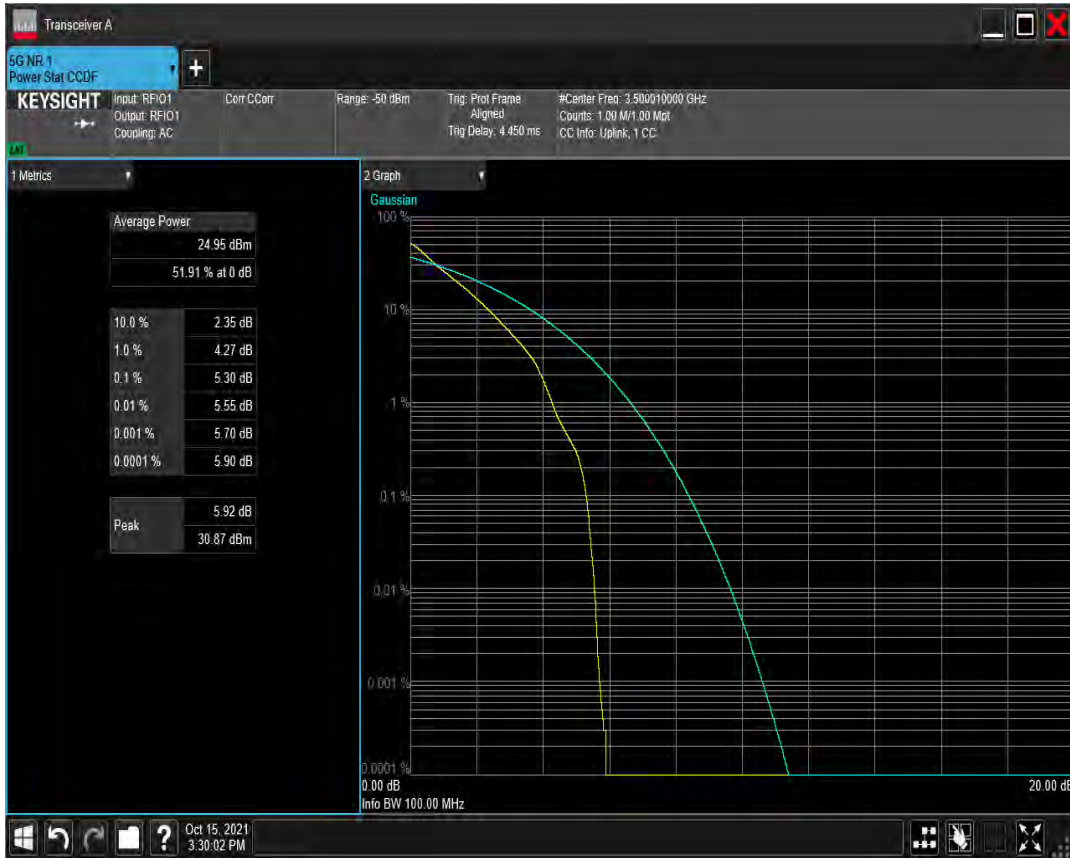 Transceiver A
5G NR 1
Power Stat CCDF
+
KEYSIGHT
LXI
Input: RFIO1
Output: RFIO1
Coupling: AC
Corr CCorr
Range: -50 dBm
Trig: Prot Frame
Aligned
Trig Delay: 4.450 ms
#Center Freq: 3.500010000 GHz
Counts: 1.00 M/1.00 Mpt
CC Info: Uplink, 1 CC
1 Metrics
Average Power
24.95 dBm
51.91 % at 0 dB
10.0 % 2.35 dB
1.0 % 4.27 dB
0.1 % 5.30 dB
0.01 % 5.55 dB
0.001 % 5.70 dB
0.0001 % 5.90 dB
Peak
5.92 dB
30.87 dBm
2 Graph
Gaussian
100 %
10 %
1 %
0.1 %
0.01 %
0.001 %
0.0001 %
0.00 dB
20.00 dB
Info BW 100.00 MHz
?
Oct 15, 2021
3:30:02 PM